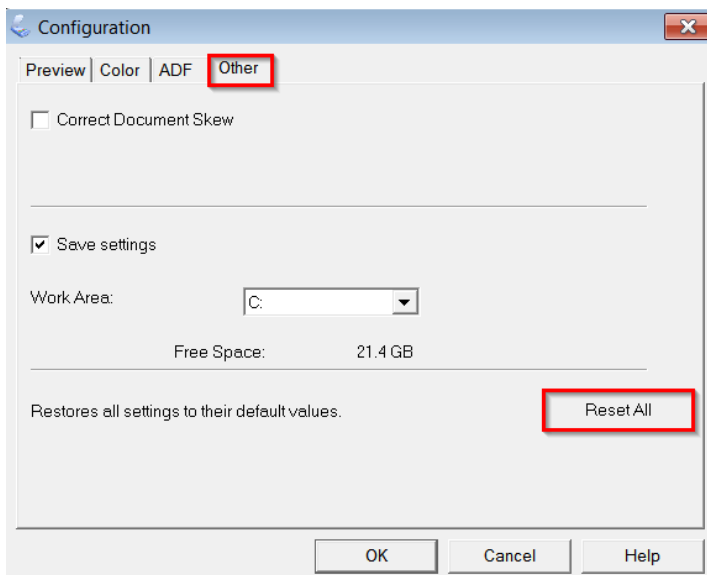 Configuration
Preview Color ADF Other
Correct Document Skew
Save settings
Work Area: C:
Free Space: 21.4 GB
Restores all settings to their default values. Reset All
OK Cancel Help